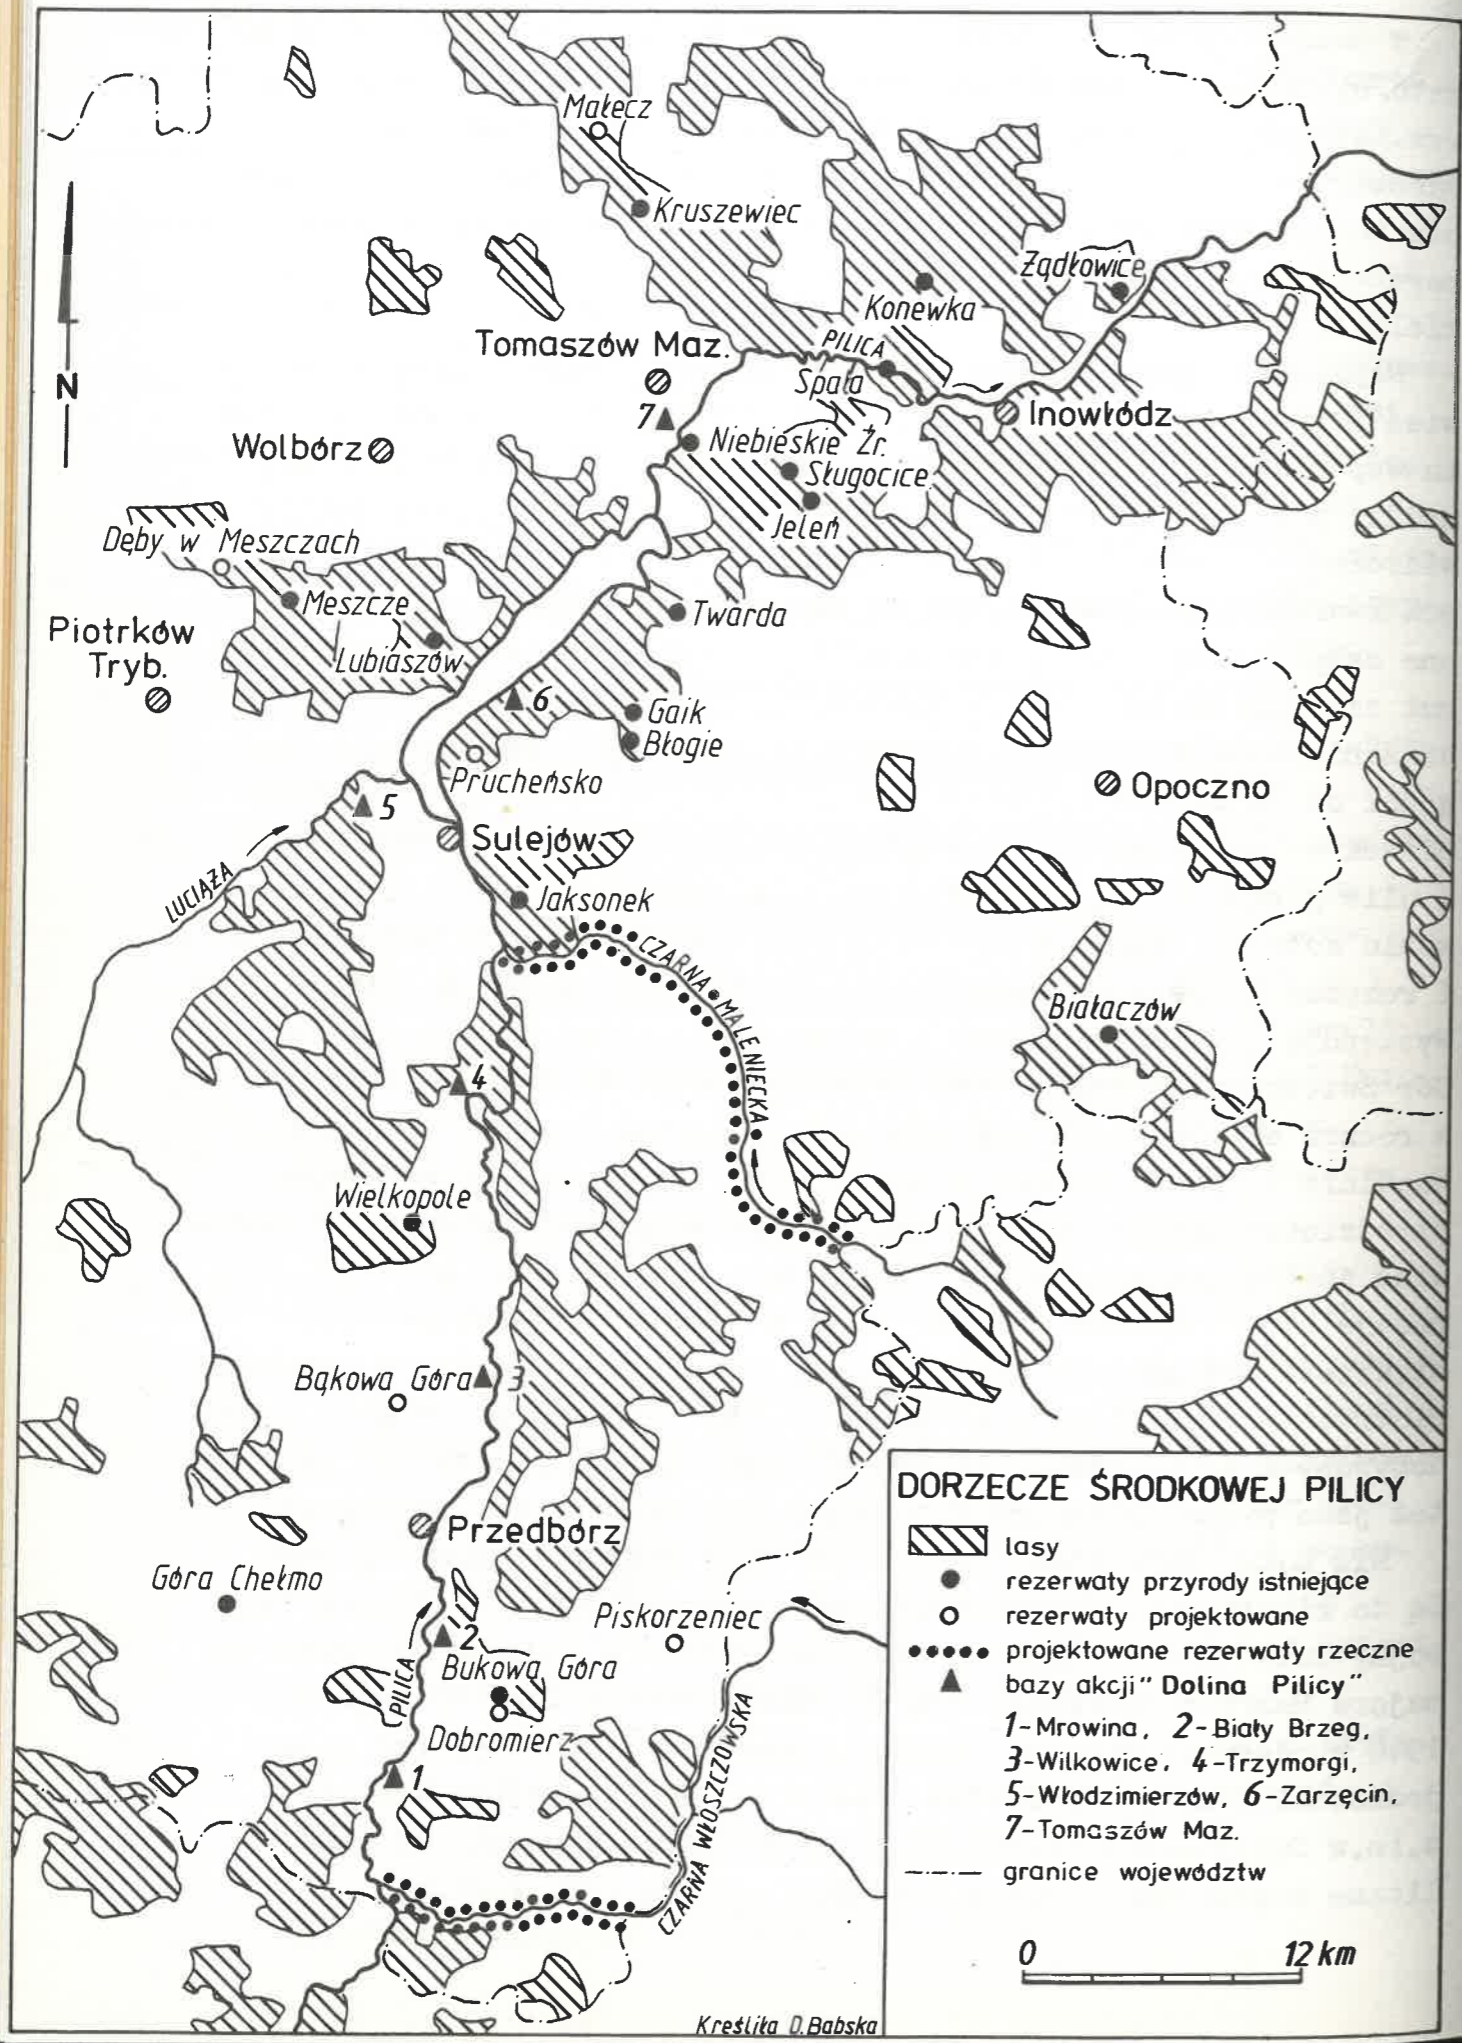 Małecz
Kruszewiec
Żądłowice
Konewka
PILICA
Tomaszów Maz.
Spała
N
7
Inowłódz
Wolbórz
Niebieskie Źr.
Sługocice
Jeleń
Dęby w Meszczach
Meszcze
Twarda
Piotrków
Tryb.
Lubiaszów
6
Gaik
Błogie
Prucheńsko
Opoczno
5
Sulejów
LUCIĄŻA
Jaksonek
CZARNA MALENIECKA
Białaczów
4
Wielkopole
Bąkowa Góra
3
Przedbórz
Góra Chełmo
Piskorzeniec
2
Bukowa Góra
PILICA
Dobromierz
1
CZARNA WŁOSZCZOWSKA
DORZECZE ŚRODKOWEJ PILICY
lasy
rezerwaty przyrody istniejące
rezerwaty projektowane
projektowane rezerwaty rzeczne
bazy akcji "Dolina Pilicy"
1-Mrowina, 2-Biały Brzeg,
3-Wilkowice, 4-Trzymorgi,
5-Włodzimierzów, 6-Zarzęcin,
7-Tomaszów Maz.
granice województw
0 12 km
Kreśliła D.Babska